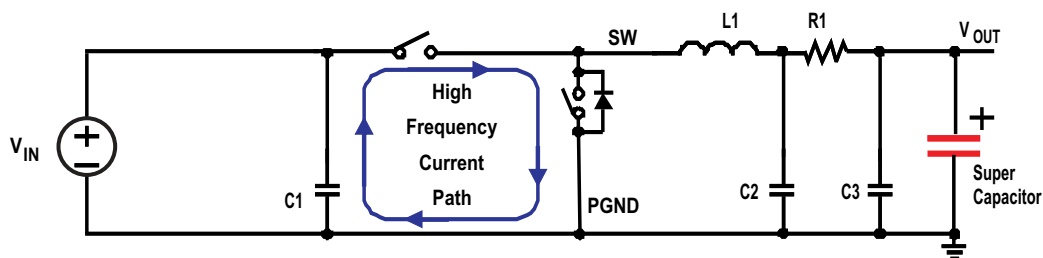 L1
R1
V OUT
SW
High
Frequency
Current
Path
V IN
C1
PGND
C2
C3
+
Super
Capacitor